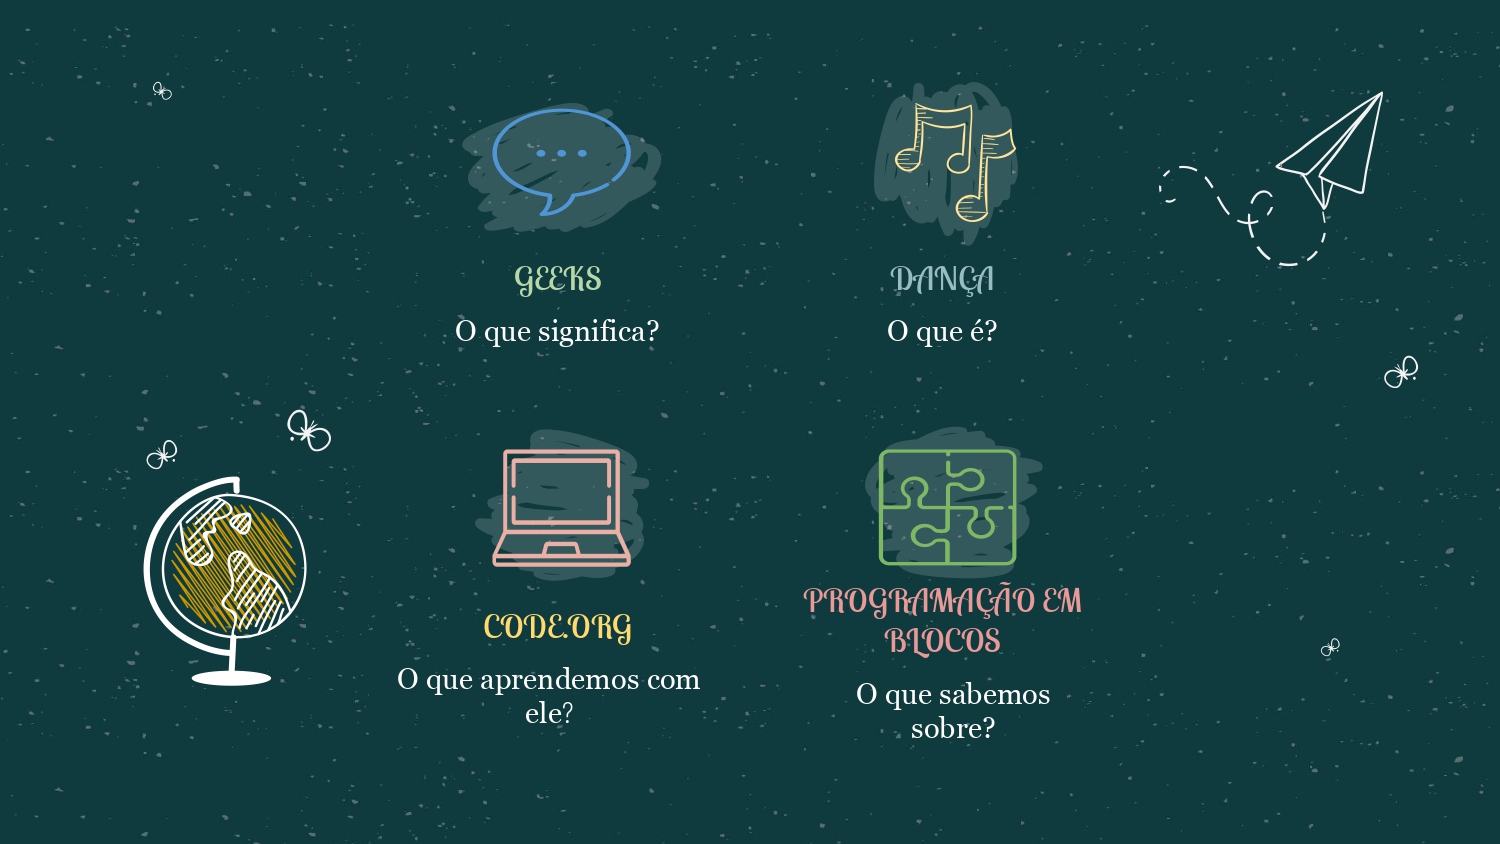 GEEKS
O que significa?
DANÇA
O que é?
CODE.ORG
O que aprendemos com
ele?
PROGRAMAÇÃO EM
BLOCOS
O que sabemos
sobre?